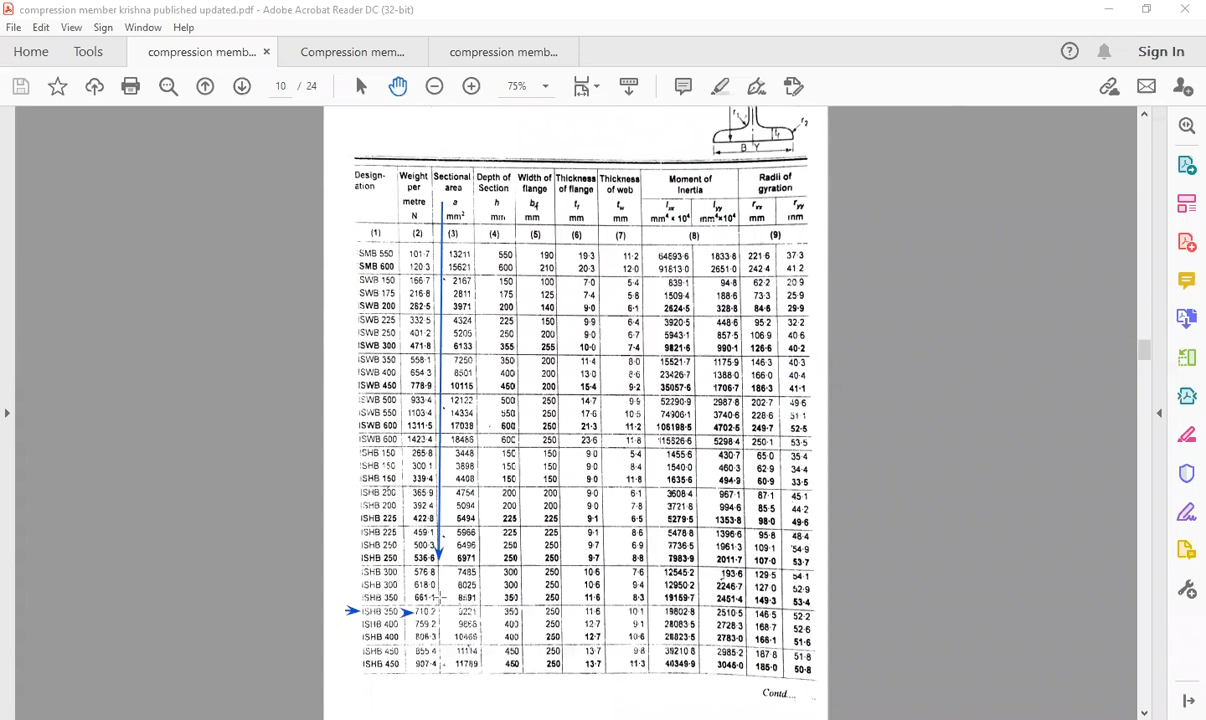 compression member krishna published updated.pdf - Adobe Acrobat Reader DC (32-bit)
File Edit View Sign Window Help
Home Tools compression memb... × Compression mem... compression memb... Sign In
10 / 24 75%
r₁ r₂
tf
B Y
Design- Weight Sectional Depth of Width of Thickness Thickness Moment of Radii of
ation per area Section flange of flange of web Inertia gyration
metre a h bf tf tw Ixx Iyy rxx ryy
N mm² mm mm mm mm mm⁴ × 10⁴ mm⁴×10⁴ mm mm
(1) (2) (3) (4) (5) (6) (7) (8) (9)
SMB 550 101·7 13211 550 190 19·3 11·2 64893·6 1833·8 221·6 37·3
SMB 600 120·3 15621 600 210 20·3 12·0 91813·0 2651·0 242·4 41·2
SWB 150 166·7 2167 150 100 7·0 5·4 839·1 94·8 62·2 20·9
SWB 175 216·8 2811 175 125 7·4 5·8 1509·4 188·6 73·3 25·9
SWB 200 282·5 3971 200 140 9·0 6·1 2624·5 328·8 84·6 29·9
SWB 225 332·5 4324 225 150 9·9 6·4 3920·5 448·6 95·2 32·2
SWB 250 401·2 5205 250 200 9·0 6·7 5943·1 857·5 106·9 40·6
SWB 300 471·8 6133 355 255 10·0 7·4 9821·6 990·1 126·6 40·2
SWB 350 558·1 7250 350 200 11·4 8·0 15521·7 1175·9 146·3 40·3
SWB 400 654·3 8501 400 200 13·0 8·6 23426·7 1388·0 166·0 40·4
SWB 450 778·9 10115 450 200 15·4 9·2 35057·6 1706·7 186·3 41·1
SWB 500 933·4 12122 500 250 14·7 9·9 52290·9 2987·8 202·7 49·6
SWB 550 1103·4 14334 550 250 17·6 10·5 74906·1 3740·6 228·6 51·1
SWB 600 1311·5 17038 600 250 21·3 11·2 106198·5 4702·5 249·7 52·5
SWB 600 1423·4 18486 600 250 23·6 11·8 115626·6 5298·4 250·1 53·5
ISHB 150 265·8 3448 150 150 9·0 5·4 1455·6 430·7 65·0 35·4
ISHB 150 300·1 3898 150 150 9·0 8·4 1540·0 460·3 62·9 34·4
ISHB 150 339·4 4408 150 150 9·0 11·8 1635·6 494·9 60·9 33·5
ISHB 200 365·9 4754 200 200 9·0 6·1 3608·4 967·1 87·1 45·1
ISHB 200 392·4 5094 200 200 9·0 7·8 3721·8 994·6 85·5 44·2
ISHB 225 422·8 5494 225 225 9·1 6·5 5279·5 1353·8 98·0 49·6
ISHB 225 459·1 5966 225 225 9·1 8·6 5478·8 1396·6 95·8 48·4
ISHB 250 500·3 6496 250 250 9·7 6·9 7736·5 1961·3 109·1 54·9
ISHB 250 536·6 6971 250 250 9·7 8·8 7983·9 2011·7 107·0 53·7
ISHB 300 576·8 7485 300 250 10·6 7·6 12545·2 193·6 129·5 54·1
ISHB 300 618·0 8025 300 250 10·6 9·4 12950·2 2246·7 127·0 52·9
ISHB 350 661·1 8591 350 250 11·6 8·3 19159·7 2451·4 149·3 53·4
ISHB 350 710·2 9221 350 250 11·6 10·1 19802·8 2510·5 146·5 52·2
ISHB 400 759·2 9866 400 250 12·7 9·1 28083·5 2728·3 168·7 52·6
ISHB 400 806·3 10466 400 250 12·7 10·6 28823·5 2783·0 166·1 51·6
ISHB 450 855·4 11114 450 250 13·7 9·8 39210·8 2985·2 187·8 51·8
ISHB 450 907·4 11789 450 250 13·7 11·3 40349·9 3045·0 185·0 50·8
Contd....